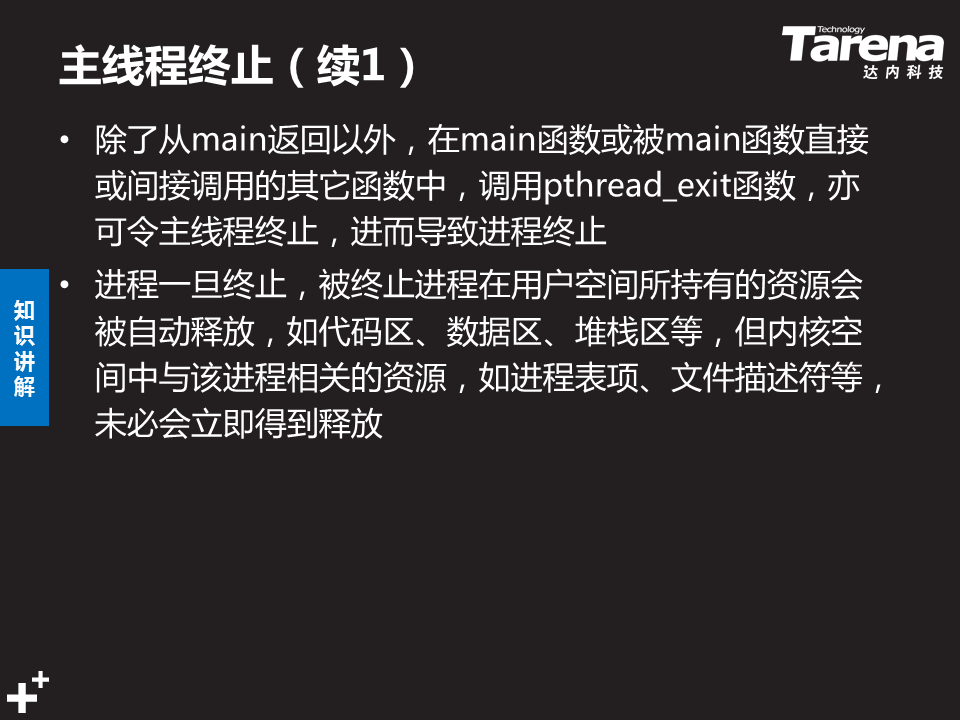 主线程终止（续1）
Technology
Tarena
达内科技
• 除了从main返回以外，在main函数或被main函数直接
或间接调用的其它函数中，调用pthread_exit函数，亦
可令主线程终止，进而导致进程终止
• 进程一旦终止，被终止进程在用户空间所持有的资源会
被自动释放，如代码区、数据区、堆栈区等，但内核空
间中与该进程相关的资源，如进程表项、文件描述符等，
未必会立即得到释放
知
识
讲
解